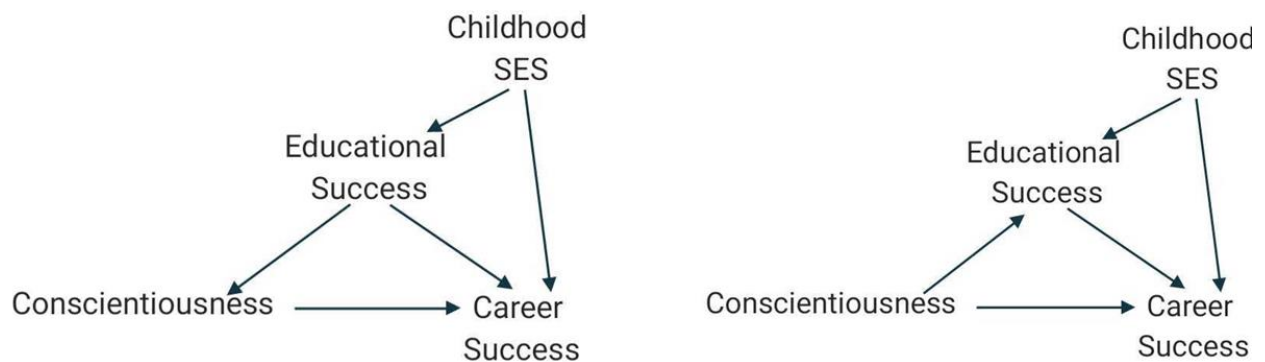 Childhood
SES
Educational
Success
Conscientiousness
Career
Success
Childhood
SES
Educational
Success
Conscientiousness
Career
Success